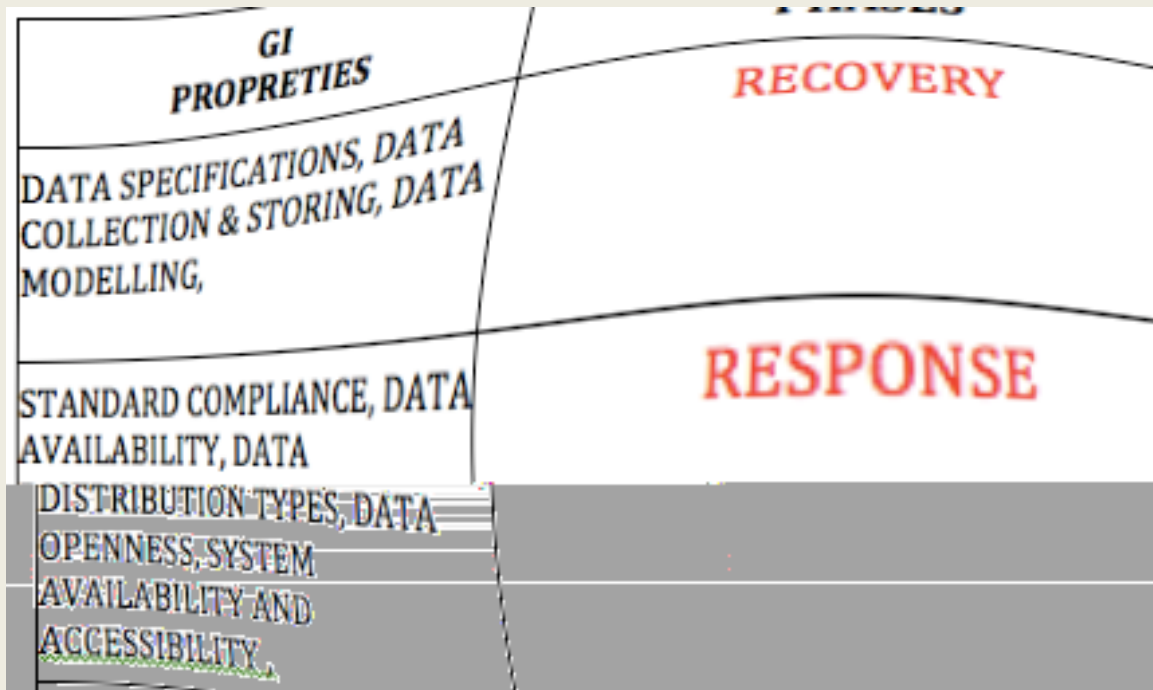 PHASES
GI
PROPRETIES
RECOVERY
DATA SPECIFICATIONS, DATA
COLLECTION & STORING, DATA
MODELLING,
RESPONSE
STANDARD COMPLIANCE, DATA
AVAILABILITY, DATA
DISTRIBUTION TYPES, DATA
OPENNESS, SYSTEM
AVAILABILITY AND
ACCESSIBILITY ,